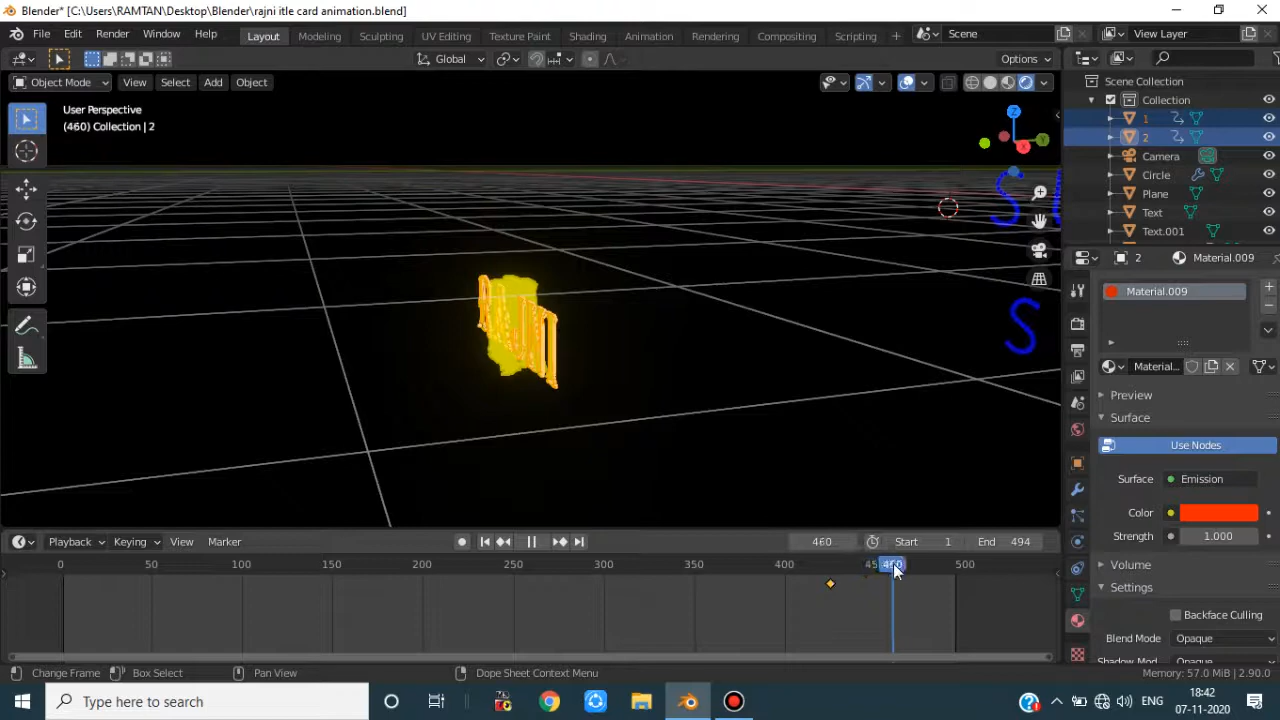 Blender* [C:\Users\RAMTAN\Desktop\Blender\rajni itle card animation.blend]
File Edit Render Window Help Layout Modeling Sculpting UV Editing Texture Paint Shading Animation Rendering Compositing Scripting + Scene View Layer
Global Options
Object Mode View Select Add Object
User Perspective
(460) Collection | 2
Z
Y
X
S
S
Scene Collection
Collection
1
2
Camera
Circle
Plane
Text
Text.001
2 Material.009
Material.009
Material...
Preview
Surface
Use Nodes
Surface Emission
Color
Strength 1.000
Volume
Settings
Backface Culling
Blend Mode Opaque
Playback Keying View Marker 460 Start 1 End 494
0 50 100 150 200 250 300 350 400 460 500
Change Frame Box Select Pan View Dope Sheet Context Menu Memory: 57.0 MiB | 2.90.0
Type here to search
ENG
18:42
07-11-2020